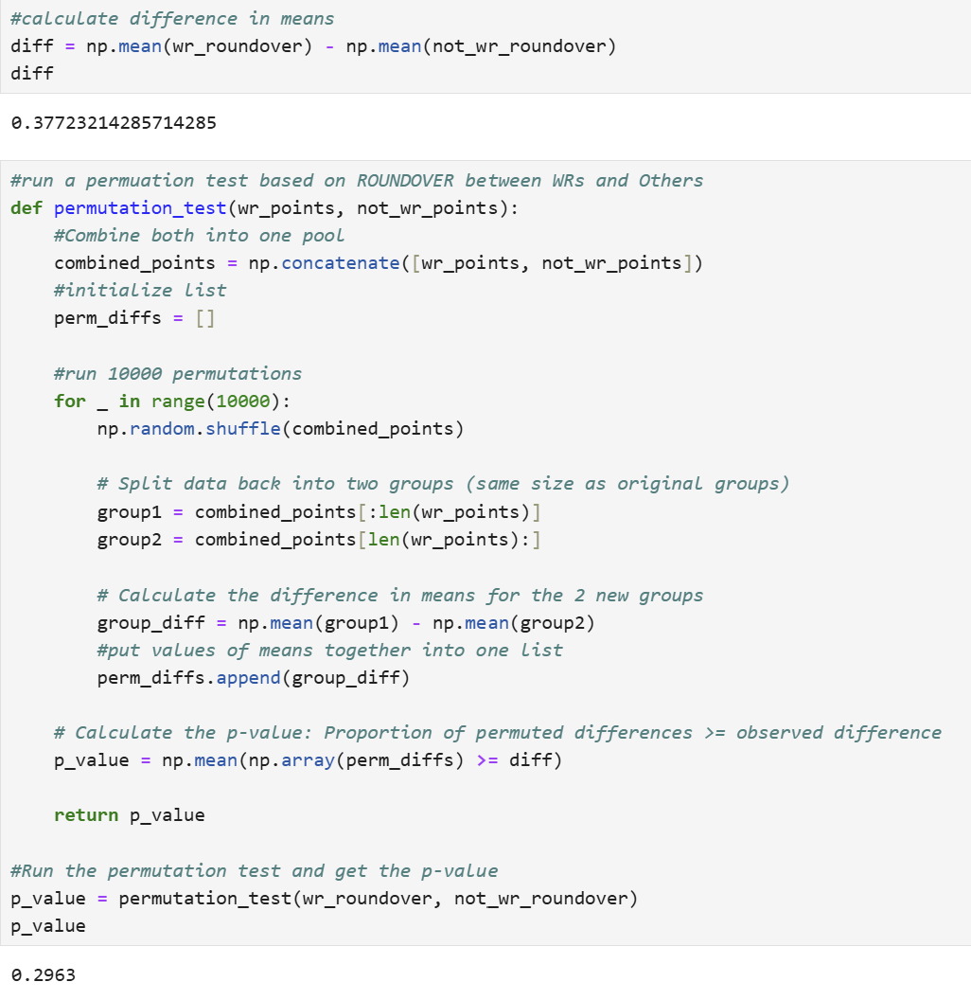 #calculate difference in means
diff = np.mean(wr_roundover) - np.mean(not_wr_roundover)
diff
0.37723214285714285
#run a permuation test based on ROUNDOVER between WRs and Others
def permutation_test(wr_points, not_wr_points):
    #Combine both into one pool
    combined_points = np.concatenate([wr_points, not_wr_points])
    #initialize list
    perm_diffs = []
    #run 10000 permutations
    for _ in range(10000):
        np.random.shuffle(combined_points)
        # Split data back into two groups (same size as original groups)
        group1 = combined_points[:len(wr_points)]
        group2 = combined_points[len(wr_points):]
        # Calculate the difference in means for the 2 new groups
        group_diff = np.mean(group1) - np.mean(group2)
        #put values of means together into one list
        perm_diffs.append(group_diff)
    # Calculate the p-value: Proportion of permuted differences >= observed difference
    p_value = np.mean(np.array(perm_diffs) >= diff)
    return p_value
#Run the permutation test and get the p-value
p_value = permutation_test(wr_roundover, not_wr_roundover)
p_value
0.2963